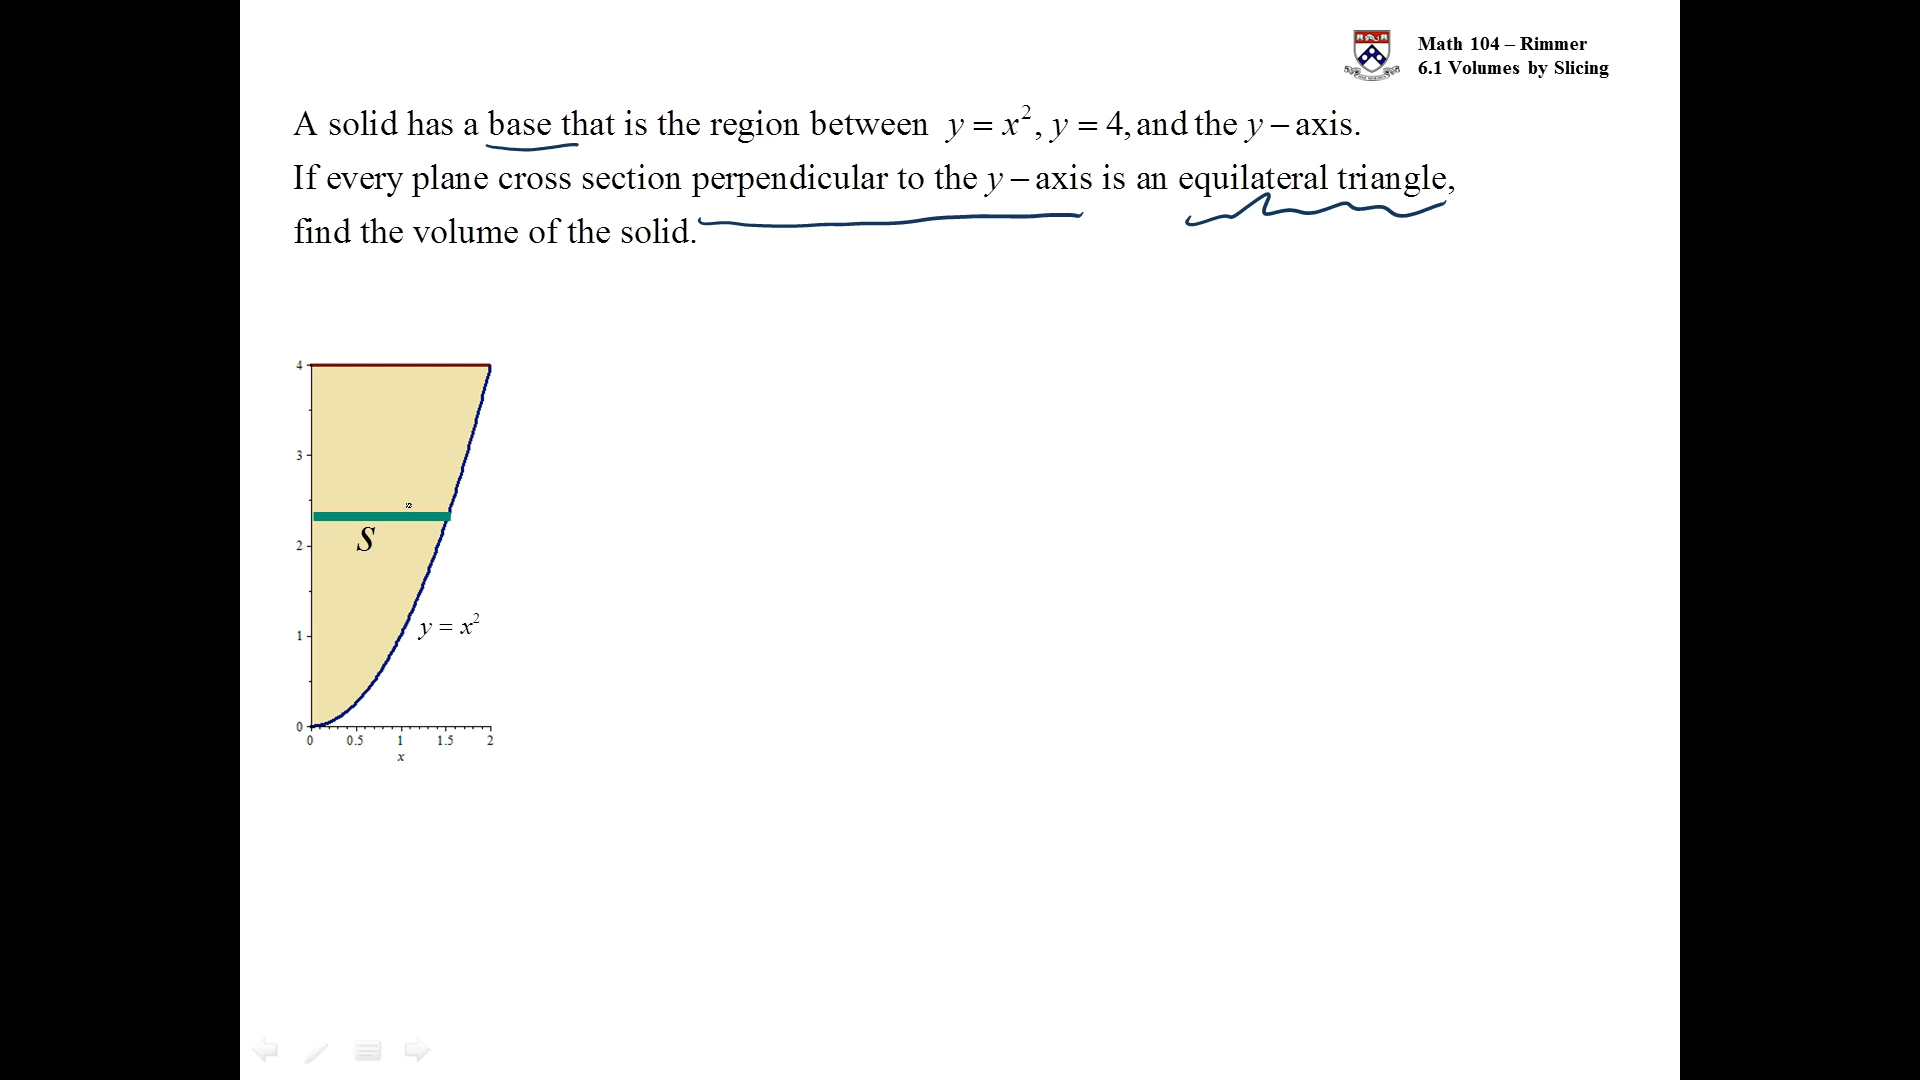 Math 104 – Rimmer
6.1 Volumes by Slicing
A solid has a base that is the region between y = x², y = 4, and the y – axis.
If every plane cross section perpendicular to the y – axis is an equilateral triangle,
find the volume of the solid.
4
3
2
S
y = x²
1
0
0 0.5 1 1.5 2
x